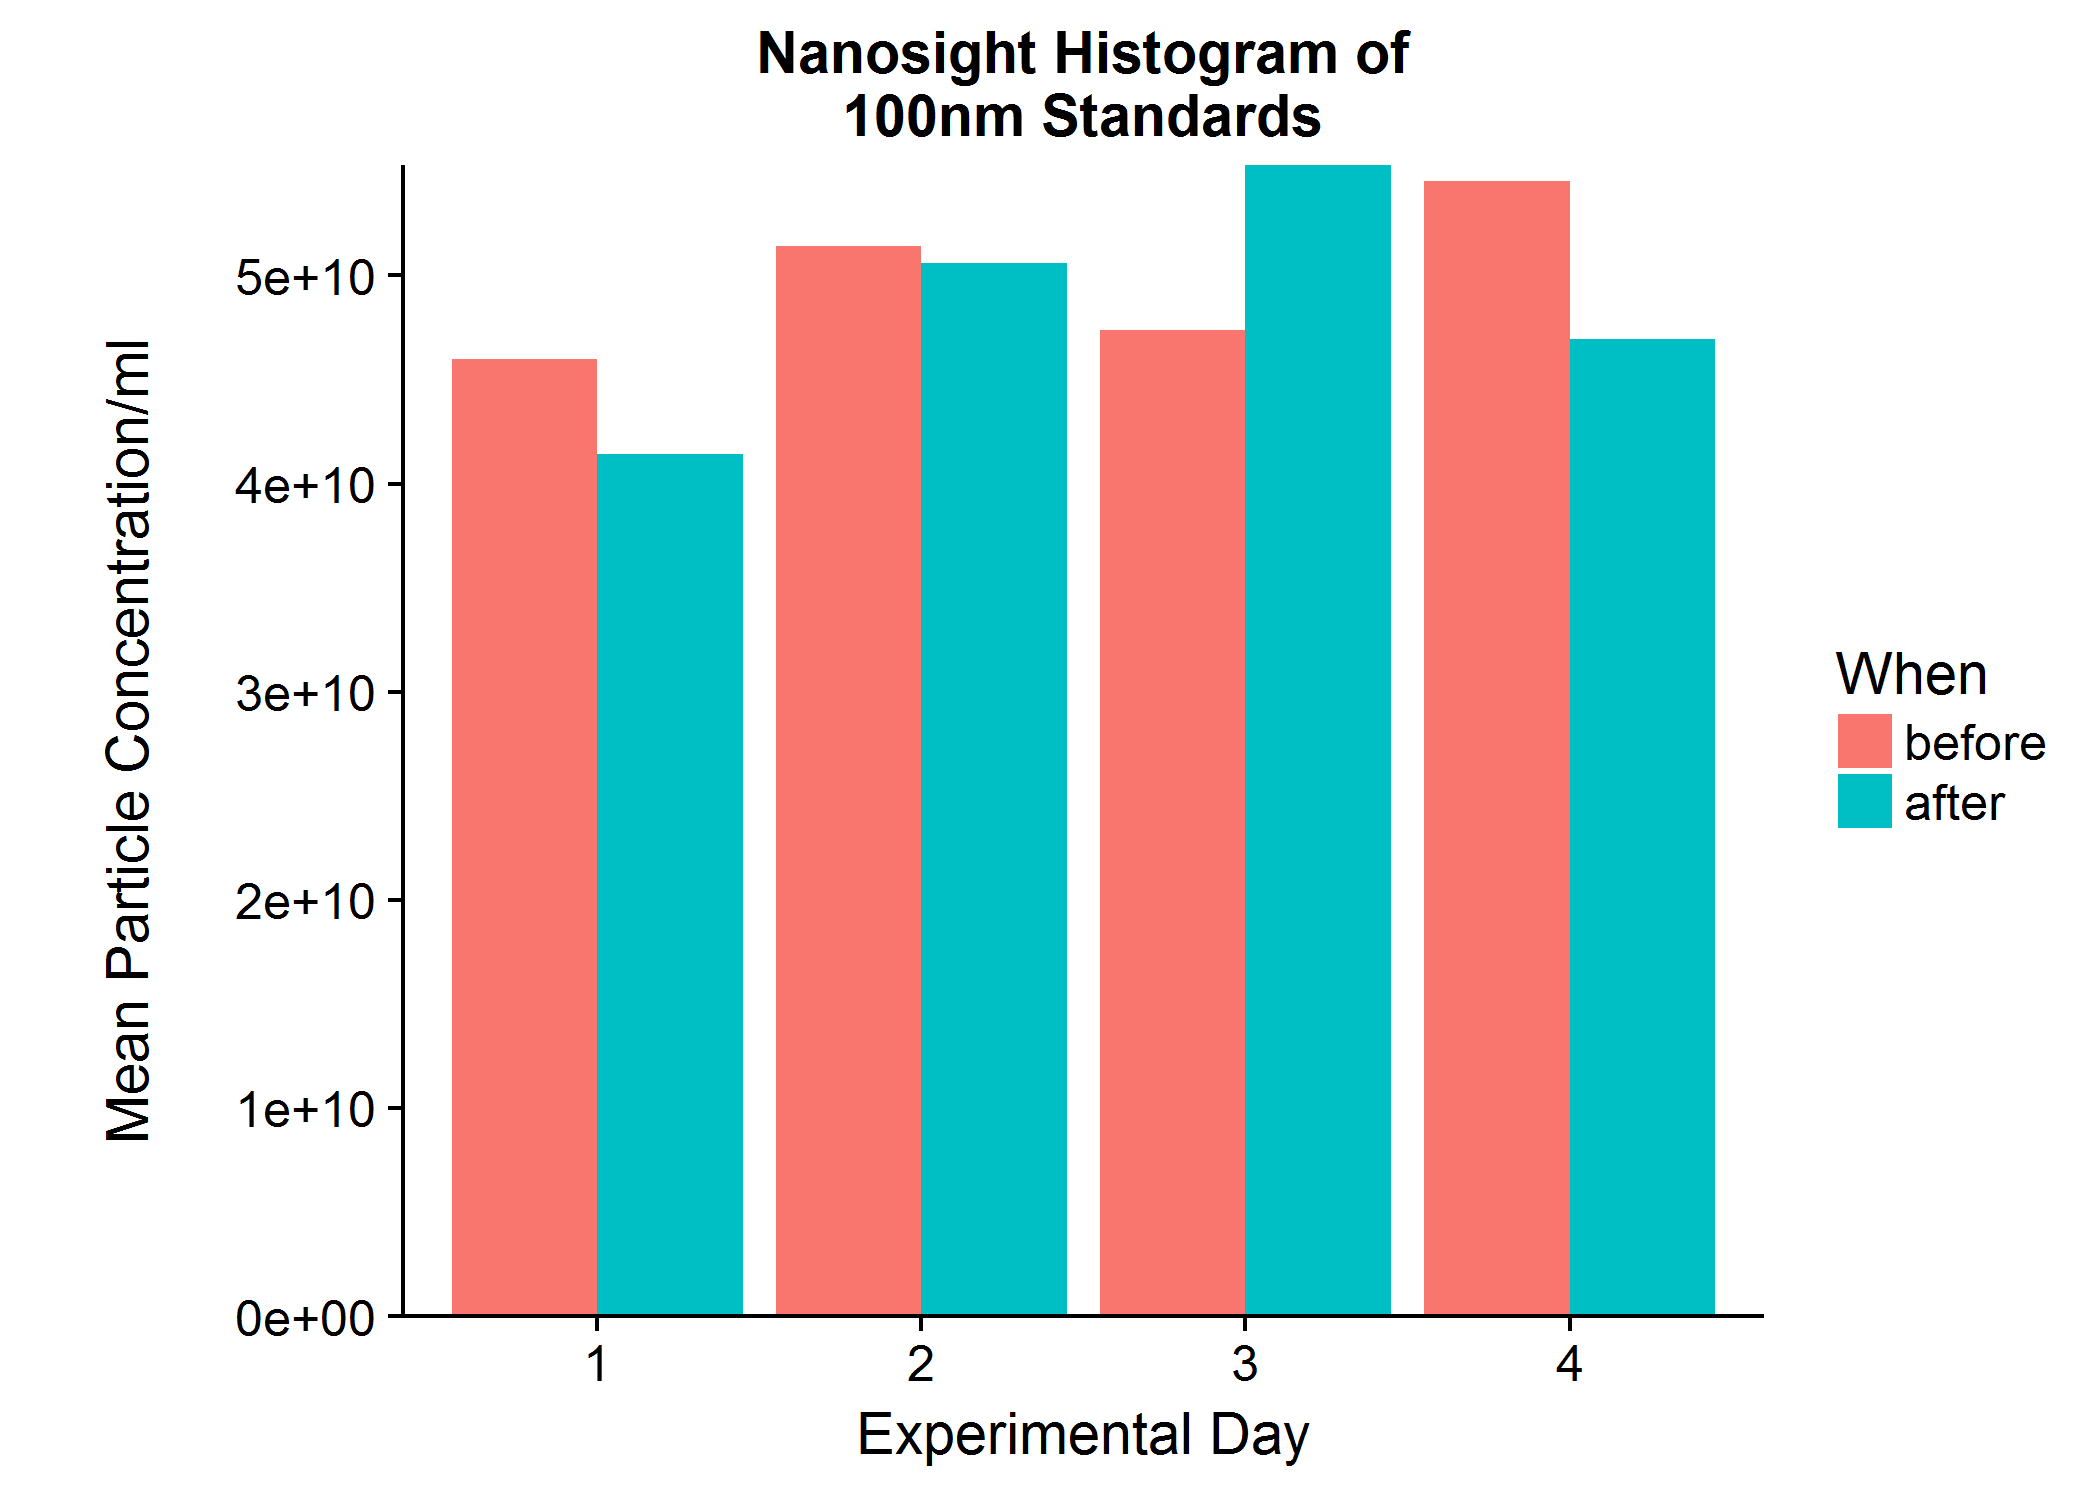 Nanosight Histogram of
100nm Standards
Mean Particle Concentration/ml
5e+10
4e+10
3e+10
2e+10
1e+10
0e+00
1 2 3 4
Experimental Day
When
before
after